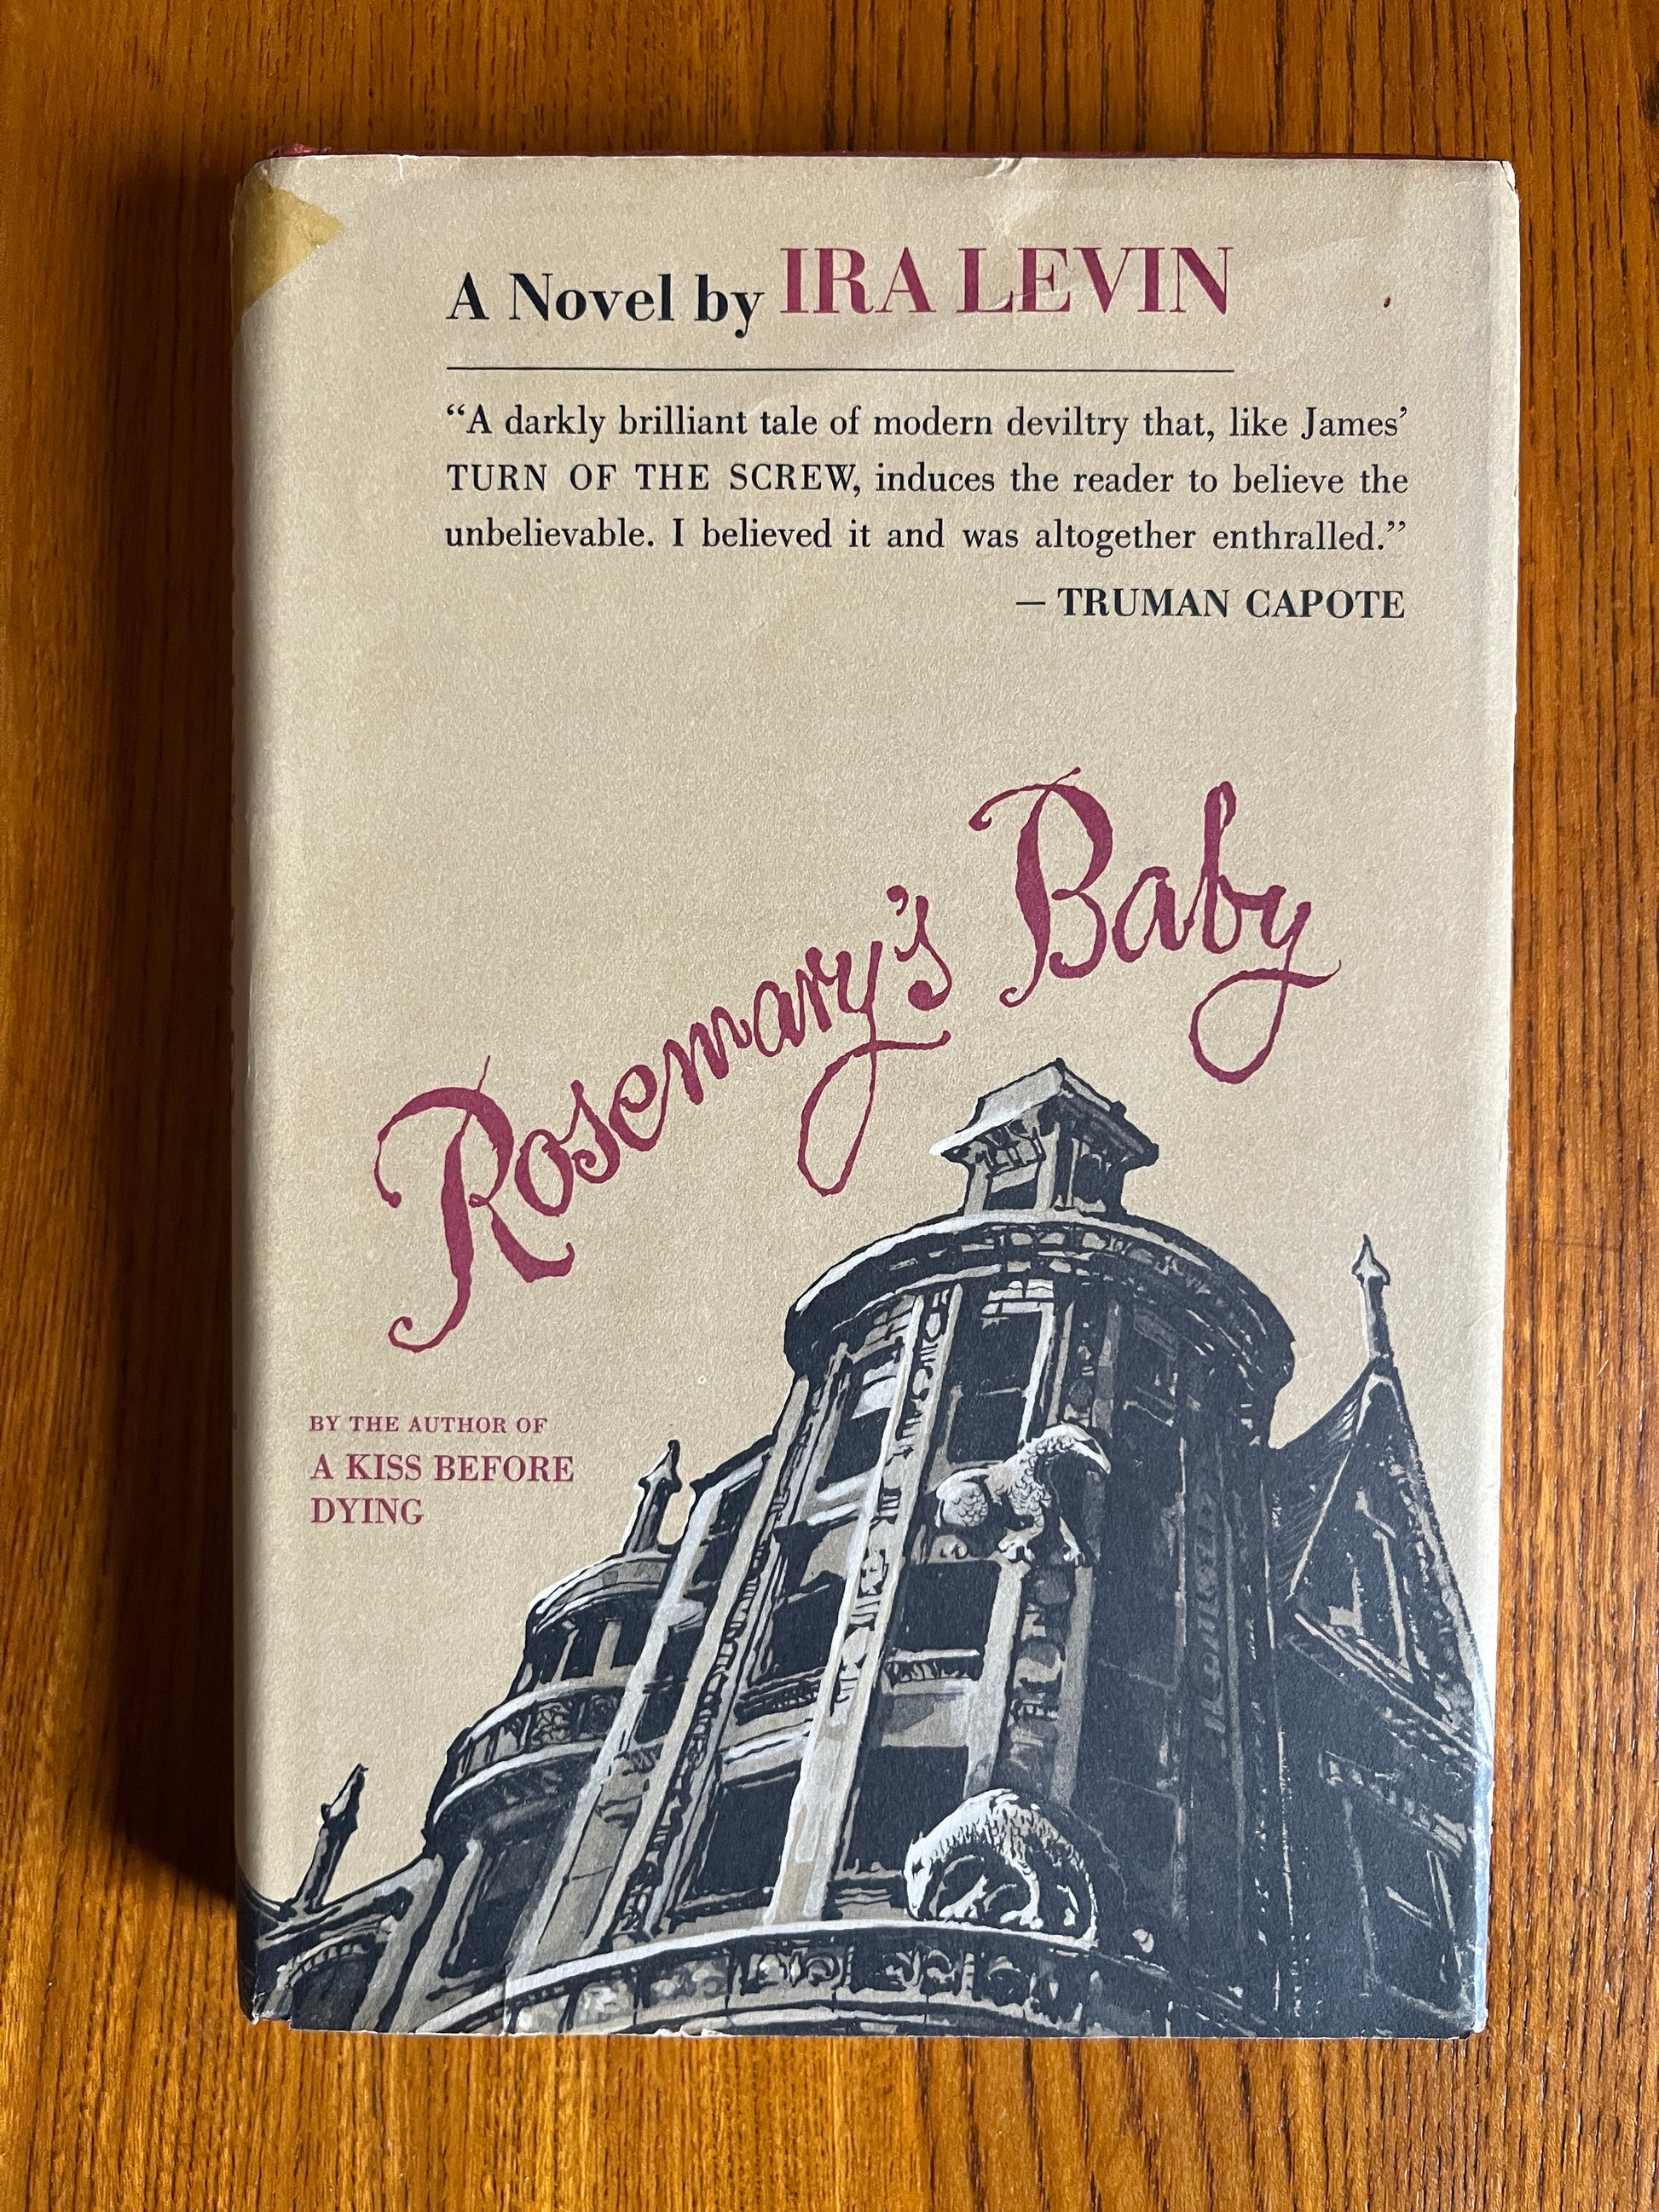 A Novel by IRA LEVIN
“A darkly brilliant tale of modern deviltry that, like James’
TURN OF THE SCREW, induces the reader to believe the
unbelievable. I believed it and was altogether enthralled.”
— TRUMAN CAPOTE
Rosemary’s Baby
BY THE AUTHOR OF
A KISS BEFORE
DYING